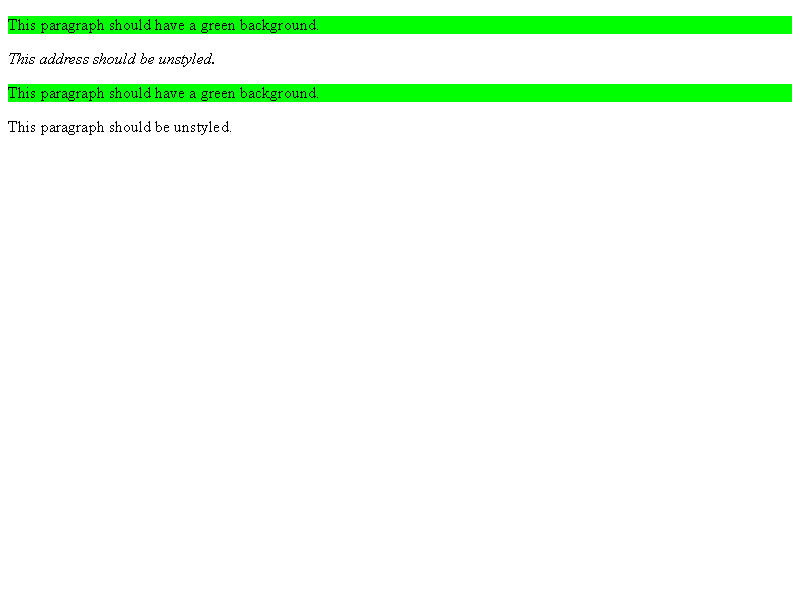 This paragraph should have a green background.
This address should be unstyled.
This paragraph should have a green background.
This paragraph should be unstyled.